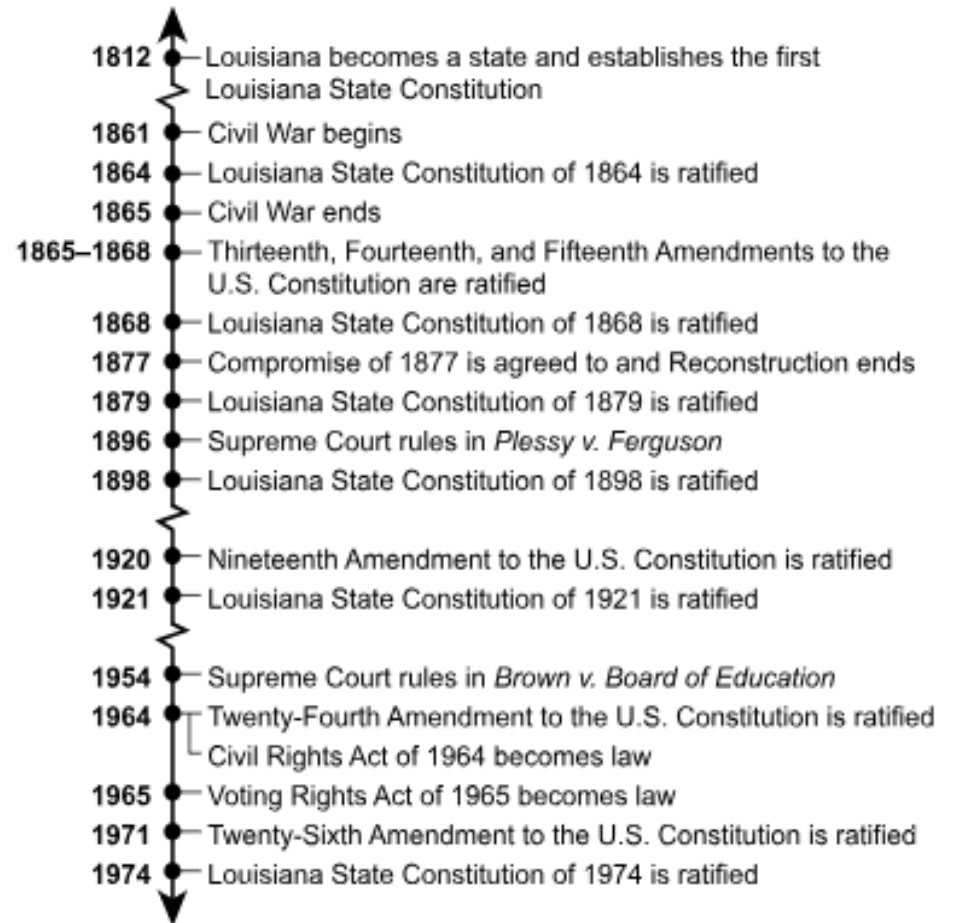 1812 Louisiana becomes a state and establishes the first
Louisiana State Constitution
1861 Civil War begins
1864 Louisiana State Constitution of 1864 is ratified
1865 Civil War ends
1865–1868 Thirteenth, Fourteenth, and Fifteenth Amendments to the
U.S. Constitution are ratified
1868 Louisiana State Constitution of 1868 is ratified
1877 Compromise of 1877 is agreed to and Reconstruction ends
1879 Louisiana State Constitution of 1879 is ratified
1896 Supreme Court rules in Plessy v. Ferguson
1898 Louisiana State Constitution of 1898 is ratified
1920 Nineteenth Amendment to the U.S. Constitution is ratified
1921 Louisiana State Constitution of 1921 is ratified
1954 Supreme Court rules in Brown v. Board of Education
1964 Twenty-Fourth Amendment to the U.S. Constitution is ratified
Civil Rights Act of 1964 becomes law
1965 Voting Rights Act of 1965 becomes law
1971 Twenty-Sixth Amendment to the U.S. Constitution is ratified
1974 Louisiana State Constitution of 1974 is ratified